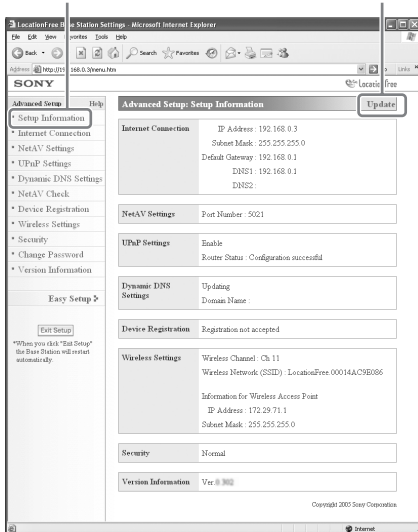 LocationFree Base Station Settings - Microsoft Internet Explorer
File Edit View Favorites Tools Help
Back Search Favorites
Address http://19 168.0.3/menu.htm Links
SONY Location Free
Advanced Setup Help
Setup Information
Internet Connection
NetAV Settings
UPnP Settings
Dynamic DNS Settings
NetAV Check
Device Registration
Wireless Settings
Security
Change Password
Version Information
Easy Setup
Exit Setup
*When you click "Exit Setup"
the Base Station will restart
automatically.
Advanced Setup: Setup Information Update
Internet Connection IP Address : 192.168.0.3
Subnet Mask : 255.255.255.0
Default Gateway : 192.168.0.1
DNS1 : 192.168.0.1
DNS2 :
NetAV Settings Port Number : 5021
UPnP Settings Enable
Router Status : Configuration successful
Dynamic DNS Settings Updating
Domain Name :
Device Registration Registration not accepted
Wireless Settings Wireless Channel : Ch 11
Wireless Network (SSID) : LocationFree.00014AC9E086
Information for Wireless Access Point
IP Address : 172.29.71.1
Subnet Mask : 255.255.255.0
Security Normal
Version Information Ver.
Copyright 2005 Sony Corporation
Internet